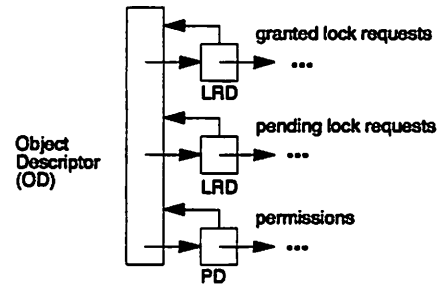 granted lock requests
...
LRD
pending lock requests
...
Object
Descriptor
(OD)
LRD
permissions
...
PD